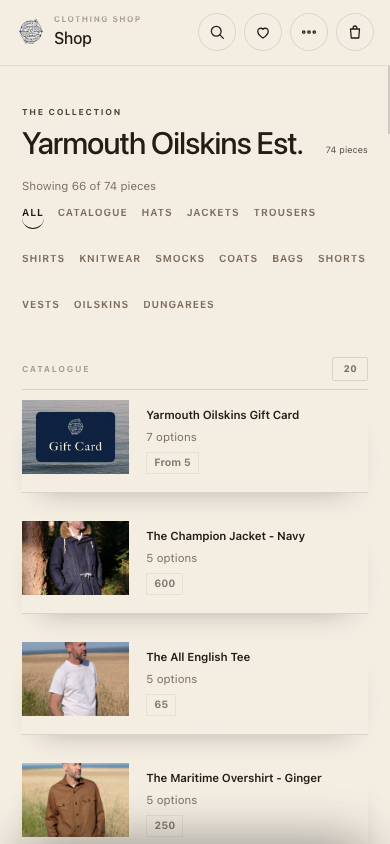 CLOTHING SHOP
Shop
THE COLLECTION
Yarmouth Oilskins Est.
74 pieces
Showing 66 of 74 pieces
ALL CATALOGUE HATS JACKETS TROUSERS
SHIRTS KNITWEAR SMOCKS COATS BAGS SHORTS
VESTS OILSKINS DUNGAREES
CATALOGUE
20
Gift Card
Yarmouth Oilskins Gift Card
7 options
From 5
The Champion Jacket - Navy
5 options
600
The All English Tee
5 options
65
The Maritime Overshirt - Ginger
5 options
250